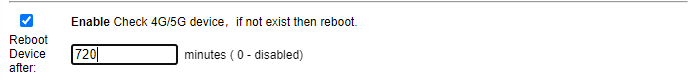 Enable Check 4G/5G device，if not exist then reboot.
Reboot
Device
after:
720 minutes ( 0 - disabled)